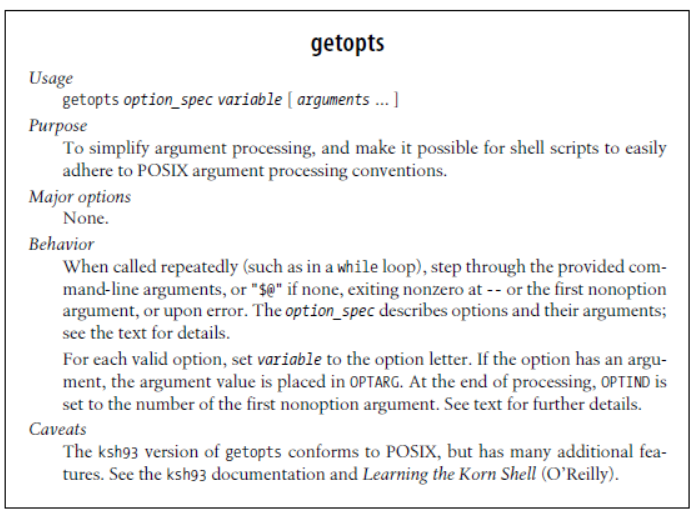 getopts
Usage
getopts option_spec variable [ arguments … ]
Purpose
To simplify argument processing, and make it possible for shell scripts to easily
adhere to POSIX argument processing conventions.
Major options
None.
Behavior
When called repeatedly (such as in a while loop), step through the provided com-
mand-line arguments, or "$@" if none, exiting nonzero at -- or the first nonoption
argument, or upon error. The option_spec describes options and their arguments;
see the text for details.
For each valid option, set variable to the option letter. If the option has an argu-
ment, the argument value is placed in OPTARG. At the end of processing, OPTIND is
set to the number of the first nonoption argument. See text for further details.
Caveats
The ksh93 version of getopts conforms to POSIX, but has many additional fea-
tures. See the ksh93 documentation and Learning the Korn Shell (O'Reilly).